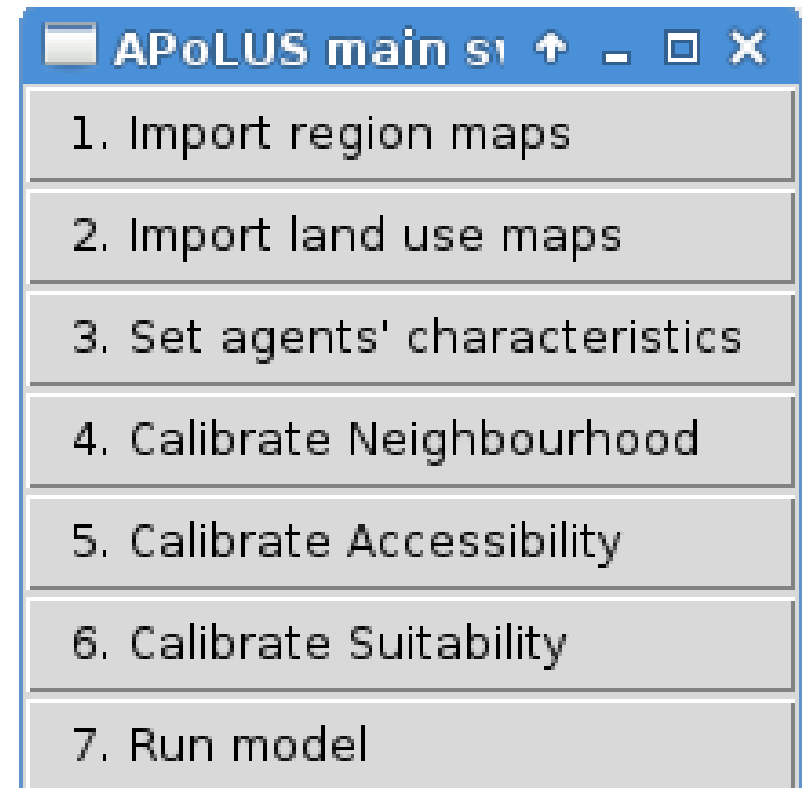 APoLUS main
1. Import region maps
2. Import land use maps
3. Set agents' characteristics
4. Calibrate Neighbourhood
5. Calibrate Accessibility
6. Calibrate Suitability
7. Run model